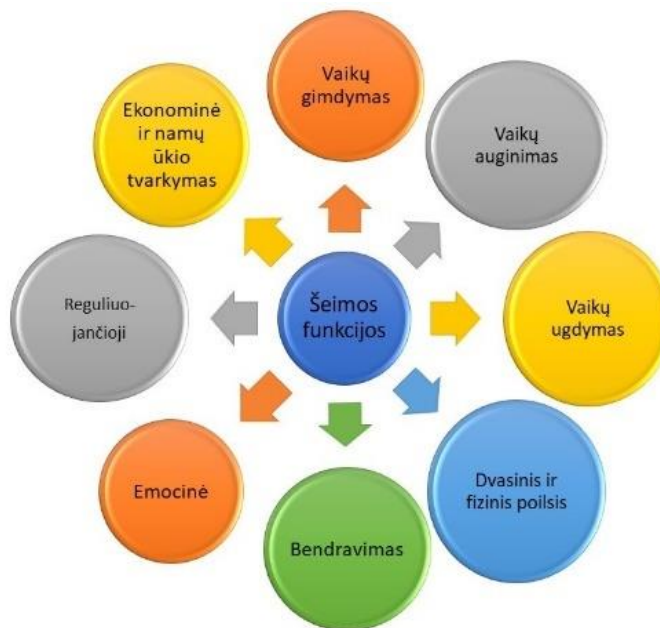 Vaikų
gimdymas
Vaikų
auginimas
Vaikų
ugdymas
Dvasinis ir
fizinis poilsis
Bendravimas
Emocinė
Reguliuo-
jančioji
Ekonominė
ir namų
ūkio
tvarkymas
Šeimos
funkcijos